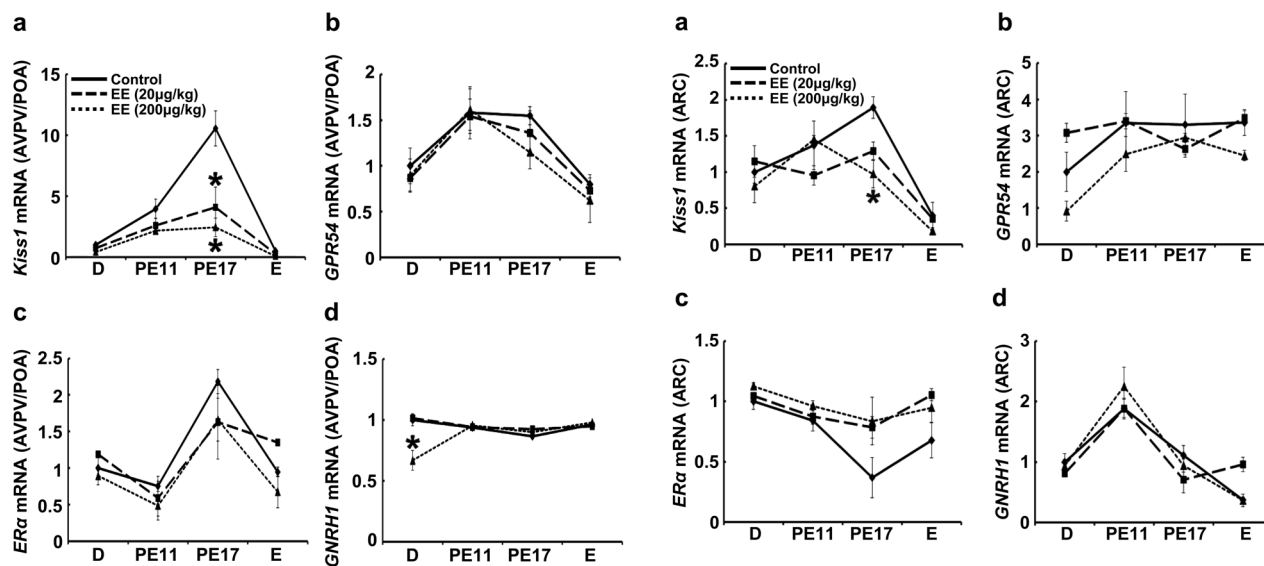 a
Kiss1 mRNA (AVPV/POA)
15
10
5
0
Control
EE (20µg/kg)
EE (200µg/kg)
*
*
D PE11 PE17 E
b
GPR54 mRNA (AVPV/POA)
2
1.5
1
0.5
0
D PE11 PE17 E
c
ERα mRNA (AVPV/POA)
2.5
2
1.5
1
0.5
0
D PE11 PE17 E
d
GNRH1 mRNA (AVPV/POA)
1.5
1
0.5
0
*
D PE11 PE17 E
a
Kiss1 mRNA (ARC)
2.5
2
1.5
1
0.5
0
Control
EE (20µg/kg)
EE (200µg/kg)
*
D PE11 PE17 E
b
GPR54 mRNA (ARC)
5
4
3
2
1
0
D PE11 PE17 E
c
ERα mRNA (ARC)
1.5
1
0.5
0
D PE11 PE17 E
d
GNRH1 mRNA (ARC)
3
2
1
0
D PE11 PE17 E